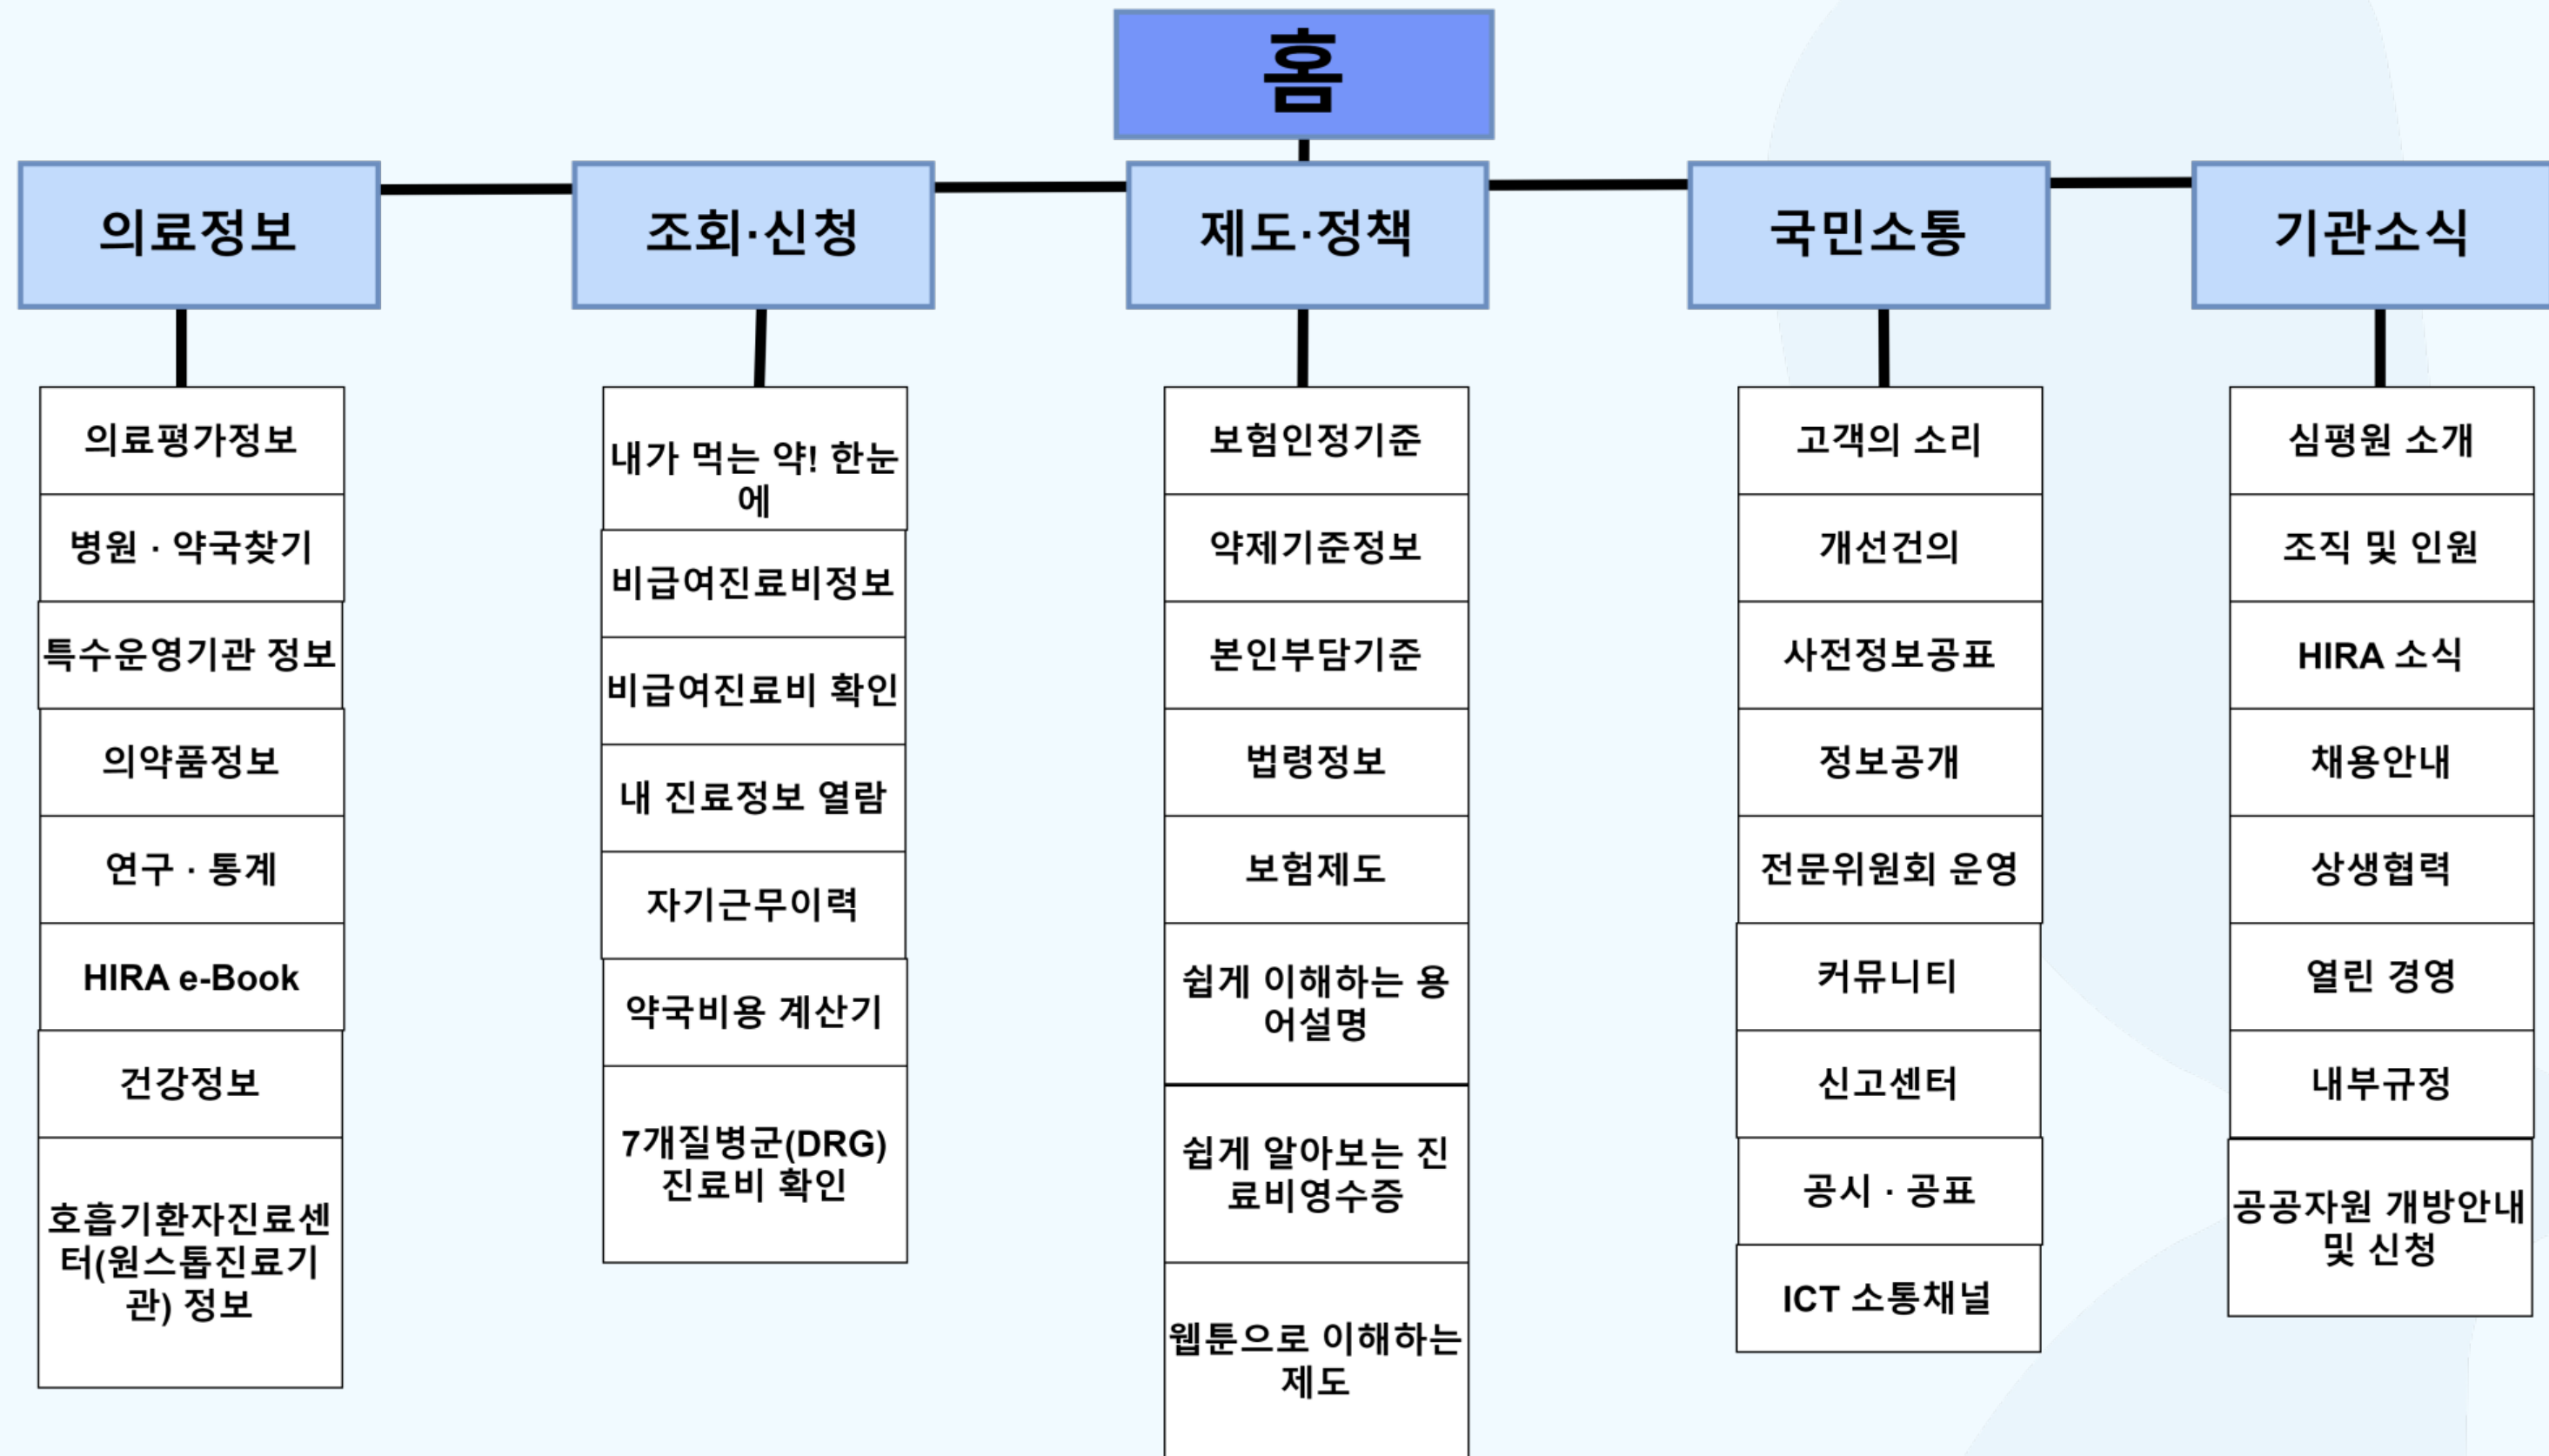 홈
의료정보
조회·신청
제도·정책
국민소통
기관소식
의료평가정보
병원 · 약국찾기
특수운영기관 정보
의약품정보
연구 · 통계
HIRA e-Book
건강정보
호흡기환자진료센
터(원스톱진료기
관) 정보
내가 먹는 약! 한눈
에
비급여진료비정보
비급여진료비 확인
내 진료정보 열람
자기근무이력
약국비용 계산기
7개질병군(DRG)
진료비 확인
보험인정기준
약제기준정보
본인부담기준
법령정보
보험제도
쉽게 이해하는 용
어설명
쉽게 알아보는 진
료비영수증
웹툰으로 이해하는
제도
고객의 소리
개선건의
사전정보공표
정보공개
전문위원회 운영
커뮤니티
신고센터
공시 · 공표
ICT 소통채널
심평원 소개
조직 및 인원
HIRA 소식
채용안내
상생협력
열린 경영
내부규정
공공자원 개방안내
및 신청